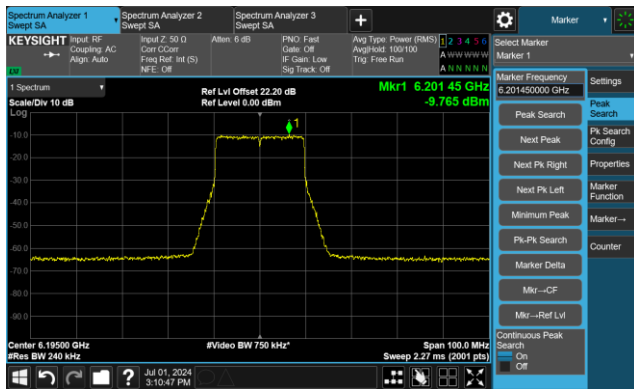 Spectrum Analyzer 1
Swept SA
Spectrum Analyzer 2
Swept SA
Spectrum Analyzer 3
Swept SA
+
Marker
KEYSIGHT
Input: RF
Coupling: AC
Align: Auto
Input Z: 50 Ω
Corr CCorr
Freq Ref: Int (S)
NFE: Off
Atten: 6 dB
PNO: Fast
Gate: Off
IF Gain: Low
Sig Track: Off
Avg Type: Power (RMS)
Avg|Hold: 100/100
Trig: Free Run
1 2 3 4 5 6
A W W W W W
A N N N N N
Select Marker
Marker 1
LXI
1 Spectrum
Scale/Div 10 dB
Log
Ref Lvl Offset 22.20 dB
Ref Level 0.00 dBm
Mkr1 6.201 45 GHz
-9.765 dBm
1
-10.0
-20.0
-30.0
-40.0
-50.0
-60.0
-70.0
-80.0
-90.0
Center 6.19500 GHz
#Res BW 240 kHz
#Video BW 750 kHz*
Span 100.0 MHz
Sweep 2.27 ms (2001 pts)
Marker Frequency
6.201450000 GHz
Peak Search
Next Peak
Next Pk Right
Next Pk Left
Minimum Peak
Pk-Pk Search
Marker Delta
Mkr→CF
Mkr→Ref Lvl
Continuous Peak
Search
On
Off
Settings
Peak
Search
Pk Search
Config
Properties
Marker
Function
Marker→
Counter
?
Jul 01, 2024
3:10:47 PM